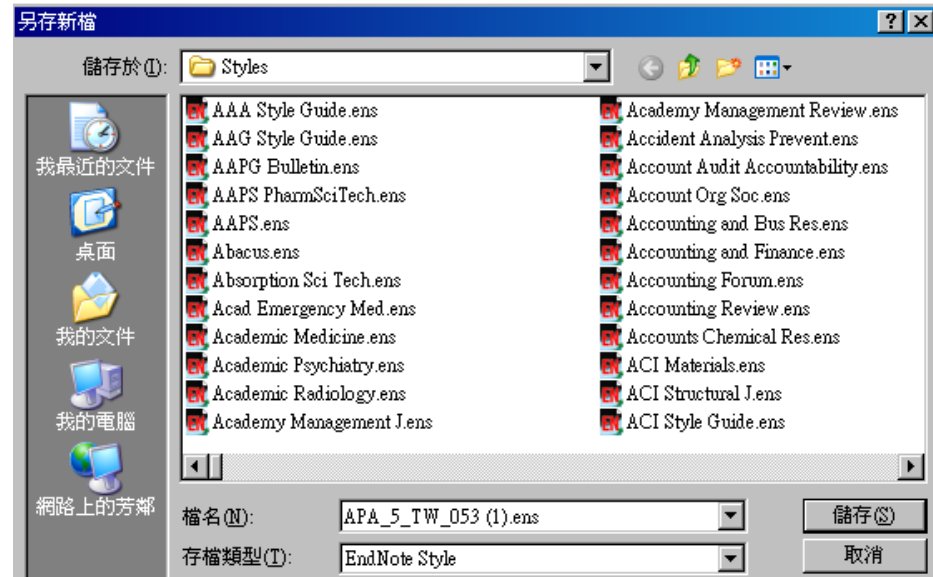 另存新檔
儲存於(I):
Styles
我最近的文件
桌面
我的文件
我的電腦
網路上的芳鄰
AAA Style Guide.ens
AAG Style Guide.ens
AAPG Bulletin.ens
AAPS PharmSciTech.ens
AAPS.ens
Abacus.ens
Absorption Sci Tech.ens
Acad Emergency Med.ens
Academic Medicine.ens
Academic Psychiatry.ens
Academic Radiology.ens
Academy Management J.ens
Academy Management Review.ens
Accident Analysis Prevent.ens
Account Audit Accountability.ens
Account Org Soc.ens
Accounting and Bus Res.ens
Accounting and Finance.ens
Accounting Forum.ens
Accounting Review.ens
Accounts Chemical Res.ens
ACI Materials.ens
ACI Structural J.ens
ACI Style Guide.ens
檔名(N):
APA_5_TW_053 (1).ens
儲存(S)
存檔類型(T):
EndNote Style
取消